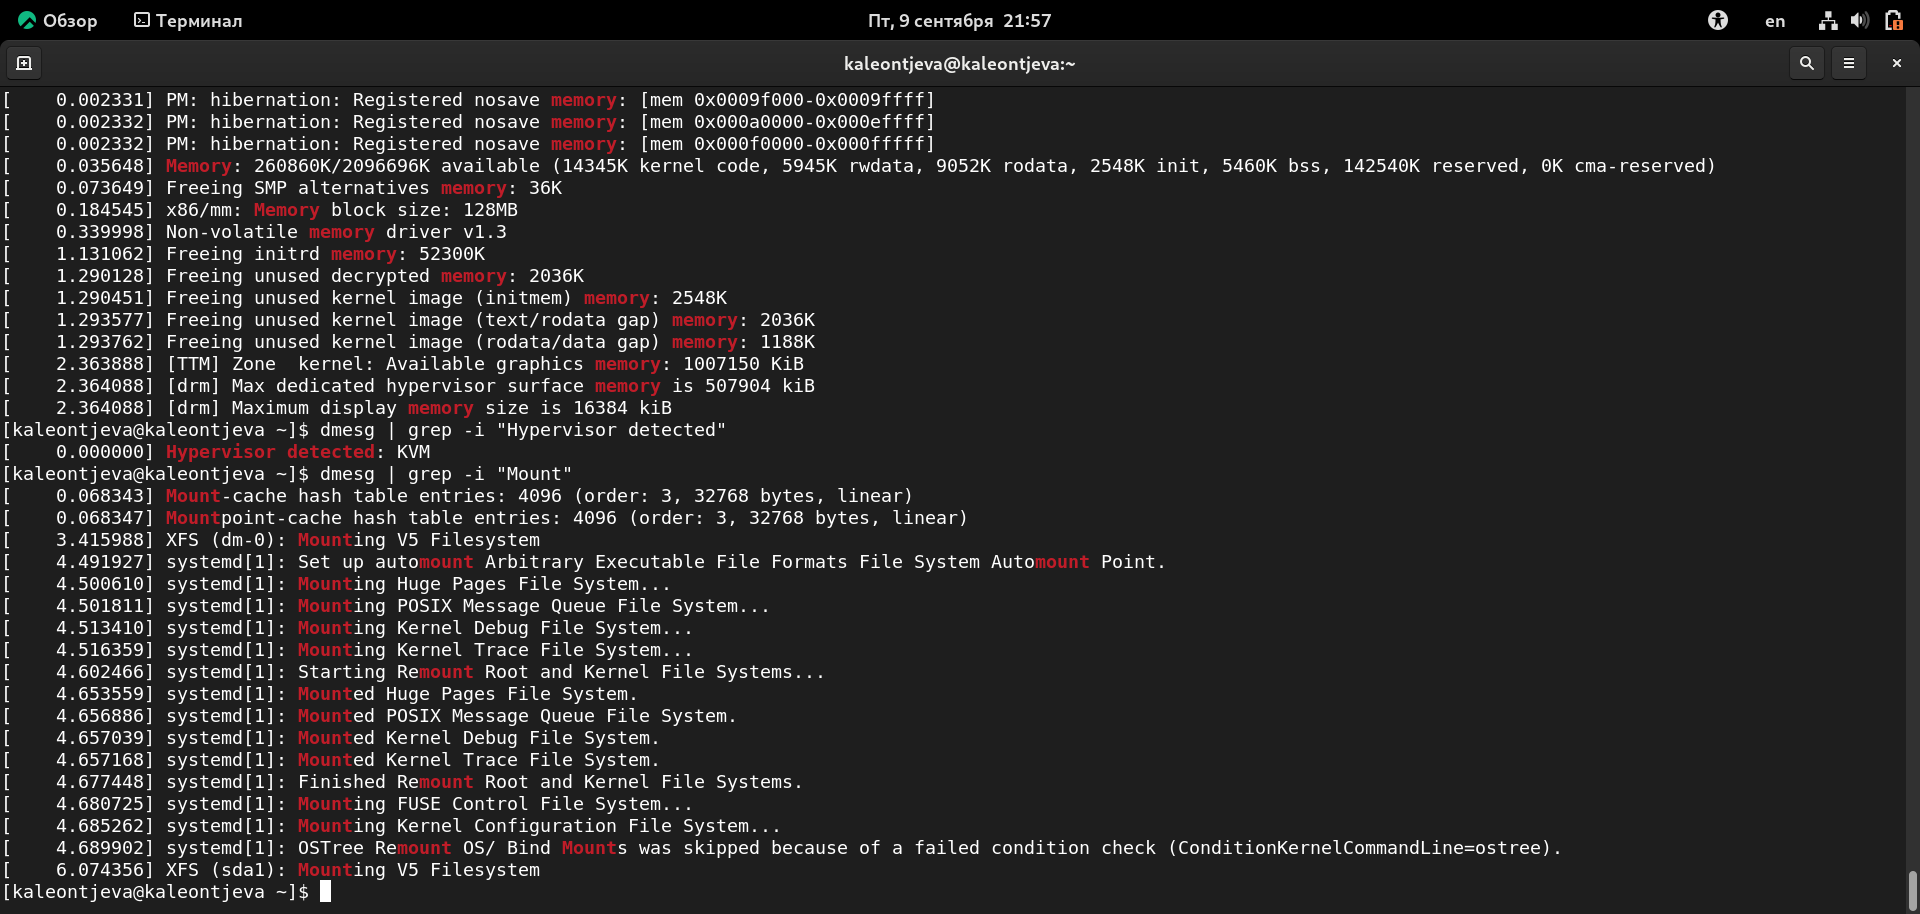 Обзор Терминал Пт, 9 сентября 21:57 en
kaleontjeva@kaleontjeva:~
[    0.002331] PM: hibernation: Registered nosave memory: [mem 0x0009f000-0x0009ffff]
[    0.002332] PM: hibernation: Registered nosave memory: [mem 0x000a0000-0x000effff]
[    0.002332] PM: hibernation: Registered nosave memory: [mem 0x000f0000-0x000fffff]
[    0.035648] Memory: 260860K/2096696K available (14345K kernel code, 5945K rwdata, 9052K rodata, 2548K init, 5460K bss, 142540K reserved, 0K cma-reserved)
[    0.073649] Freeing SMP alternatives memory: 36K
[    0.184545] x86/mm: Memory block size: 128MB
[    0.339998] Non-volatile memory driver v1.3
[    1.131062] Freeing initrd memory: 52300K
[    1.290128] Freeing unused decrypted memory: 2036K
[    1.290451] Freeing unused kernel image (initmem) memory: 2548K
[    1.293577] Freeing unused kernel image (text/rodata gap) memory: 2036K
[    1.293762] Freeing unused kernel image (rodata/data gap) memory: 1188K
[    2.363888] [TTM] Zone  kernel: Available graphics memory: 1007150 KiB
[    2.364088] [drm] Max dedicated hypervisor surface memory is 507904 kiB
[    2.364088] [drm] Maximum display memory size is 16384 kiB
[kaleontjeva@kaleontjeva ~]$ dmesg | grep -i "Hypervisor detected"
[    0.000000] Hypervisor detected: KVM
[kaleontjeva@kaleontjeva ~]$ dmesg | grep -i "Mount"
[    0.068343] Mount-cache hash table entries: 4096 (order: 3, 32768 bytes, linear)
[    0.068347] Mountpoint-cache hash table entries: 4096 (order: 3, 32768 bytes, linear)
[    3.415988] XFS (dm-0): Mounting V5 Filesystem
[    4.491927] systemd[1]: Set up automount Arbitrary Executable File Formats File System Automount Point.
[    4.500610] systemd[1]: Mounting Huge Pages File System...
[    4.501811] systemd[1]: Mounting POSIX Message Queue File System...
[    4.513410] systemd[1]: Mounting Kernel Debug File System...
[    4.516359] systemd[1]: Mounting Kernel Trace File System...
[    4.602466] systemd[1]: Starting Remount Root and Kernel File Systems...
[    4.653559] systemd[1]: Mounted Huge Pages File System.
[    4.656886] systemd[1]: Mounted POSIX Message Queue File System.
[    4.657039] systemd[1]: Mounted Kernel Debug File System.
[    4.657168] systemd[1]: Mounted Kernel Trace File System.
[    4.677448] systemd[1]: Finished Remount Root and Kernel File Systems.
[    4.680725] systemd[1]: Mounting FUSE Control File System...
[    4.685262] systemd[1]: Mounting Kernel Configuration File System...
[    4.689902] systemd[1]: OSTree Remount OS/ Bind Mounts was skipped because of a failed condition check (ConditionKernelCommandLine=ostree).
[    6.074356] XFS (sda1): Mounting V5 Filesystem
[kaleontjeva@kaleontjeva ~]$